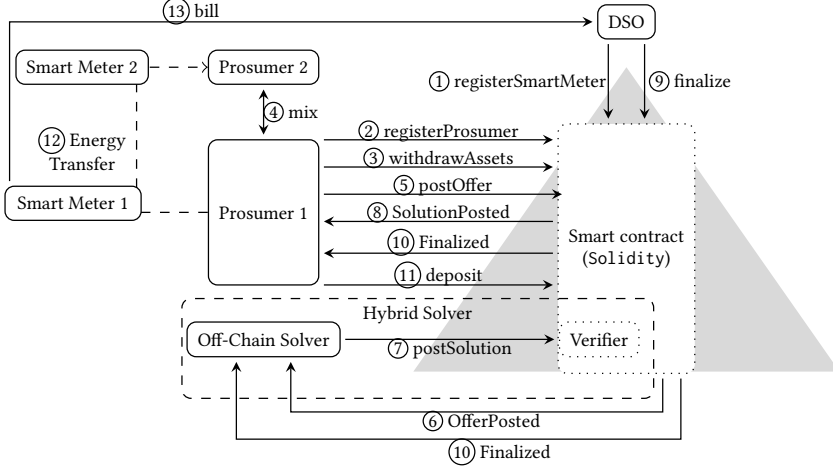 ⑬ bill
DSO
Smart Meter 2
Prosumer 2
① registerSmartMeter
⑨ finalize
④ mix
⑫ Energy
Transfer
② registerProsumer
③ withdrawAssets
⑤ postOffer
Smart Meter 1
Prosumer 1
⑧ SolutionPosted
⑩ Finalized
Smart contract
(Solidity)
⑪ deposit
Hybrid Solver
Off-Chain Solver
⑦ postSolution
Verifier
⑥ OfferPosted
⑩ Finalized